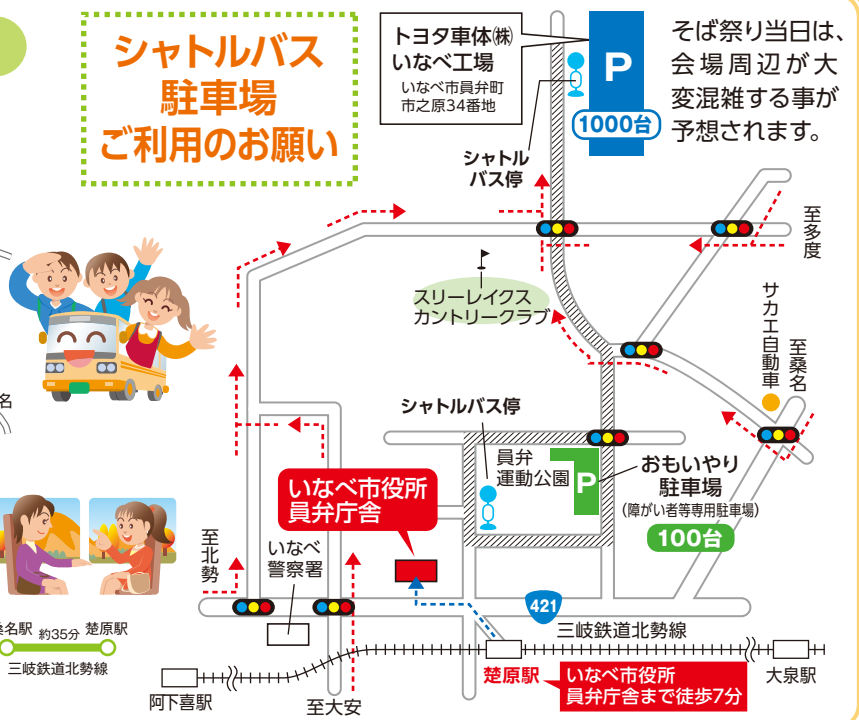 シャトルバス
駐車場
ご利用のお願い
トヨタ車体㈱
いなべ工場
いなべ市員弁町
市之原34番地
P
1000台
そば祭り当日は、
会場周辺が大
変混雑する事が
予想されます。
シャトル
バス停
至多度
スリーレイクス
カントリークラブ
サカエ自動車
至桑名
名
シャトルバス停
員弁
運動公園
P
おもいやり
駐車場
(障がい者等専用駐車場)
100台
いなべ市役所
員弁庁舎
至北勢
いなべ
警察署
421
三岐鉄道北勢線
名駅
約35分
楚原駅
三岐鉄道北勢線
阿下喜駅
至大安
楚原駅
いなべ市役所
員弁庁舎まで徒歩7分
大泉駅